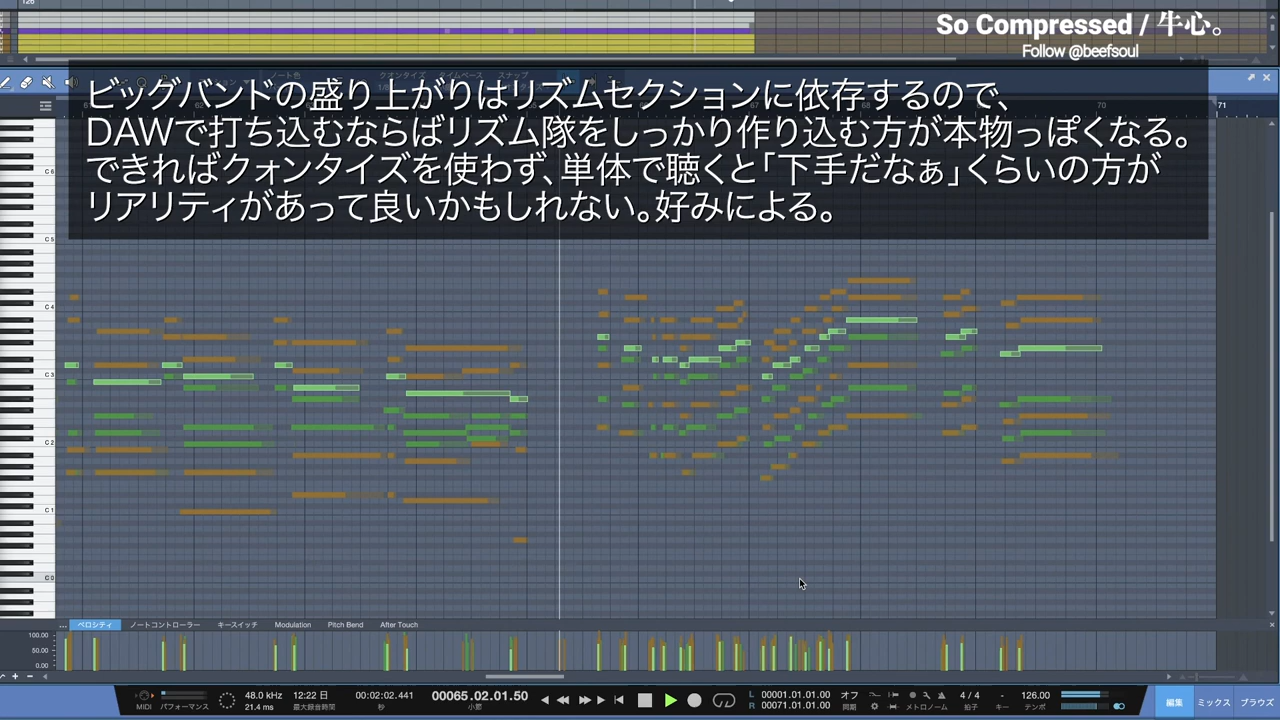 126
So Compressed / 牛心。
Follow @beefsoul
ビッグバンドの盛り上がりはリズムセクションに依存するので、
DAWで打ち込むならばリズム隊をしっかり作り込む方が本物っぽくなる。
できればクォンタイズを使わず、単体で聴くと「下手だなぁ」くらいの方が
リアリティがあって良いかもしれない。好みによる。
70
71
C 6
C 5
C 4
C 3
C 2
C 1
C 0
... ベロシティ ノートコントローラー キースイッチ Modulation Pitch Bend After Touch
100.00
50.00
0.00
MIDI パフォーマンス
48.0 kHz
21.4 ms
12:22 日
最大録音時間
00:02:02.441
秒
00065.02.01.50
小節
L 00001.01.01.00
R 00071.01.01.00
オフ
同期
メトロノーム
4 / 4
拍子
-
キー
126.00
テンポ
編集 ミックス ブラウズ